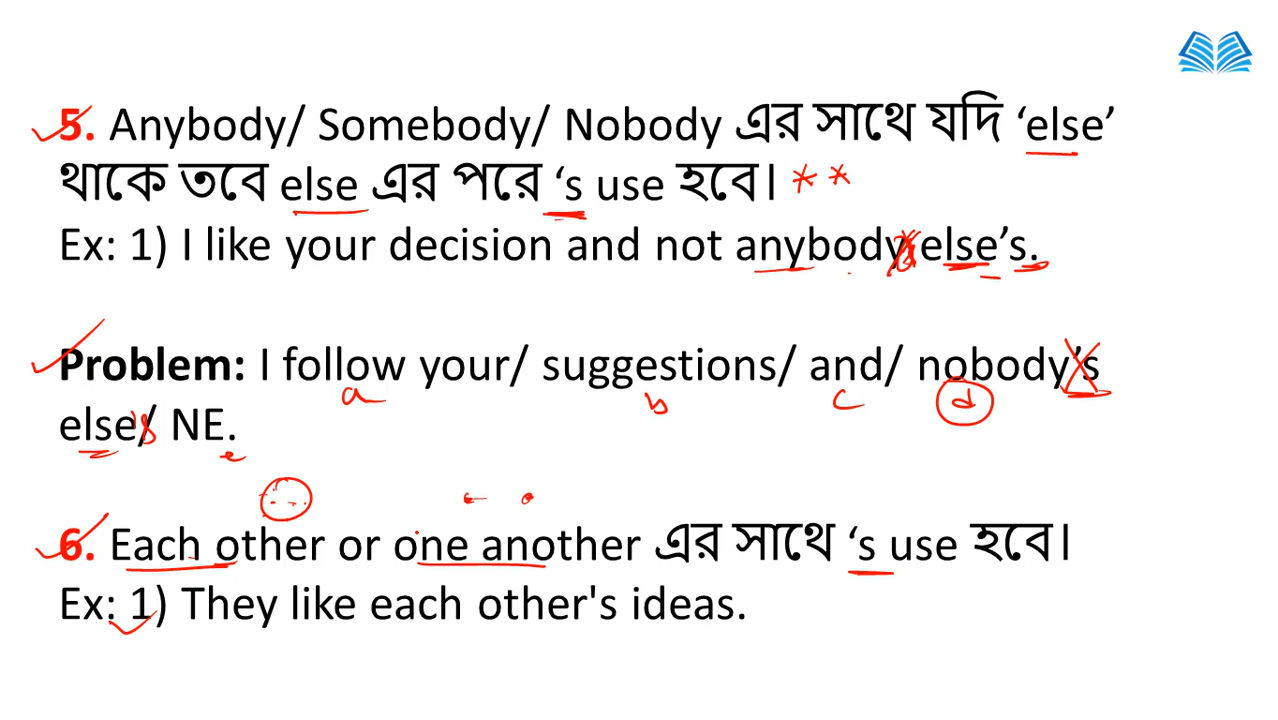 5. Anybody/ Somebody/ Nobody এর সাথে যদি ‘else’
থাকে তবে else এর পরে ‘s use হবে। **
Ex: 1) I like your decision and not anybody else’s.
Problem: I follow your/ suggestions/ and/ nobody’s
a b c d
else’s/ NE.
e
6. Each other or one another এর সাথে ‘s use হবে।
Ex: 1) They like each other's ideas.